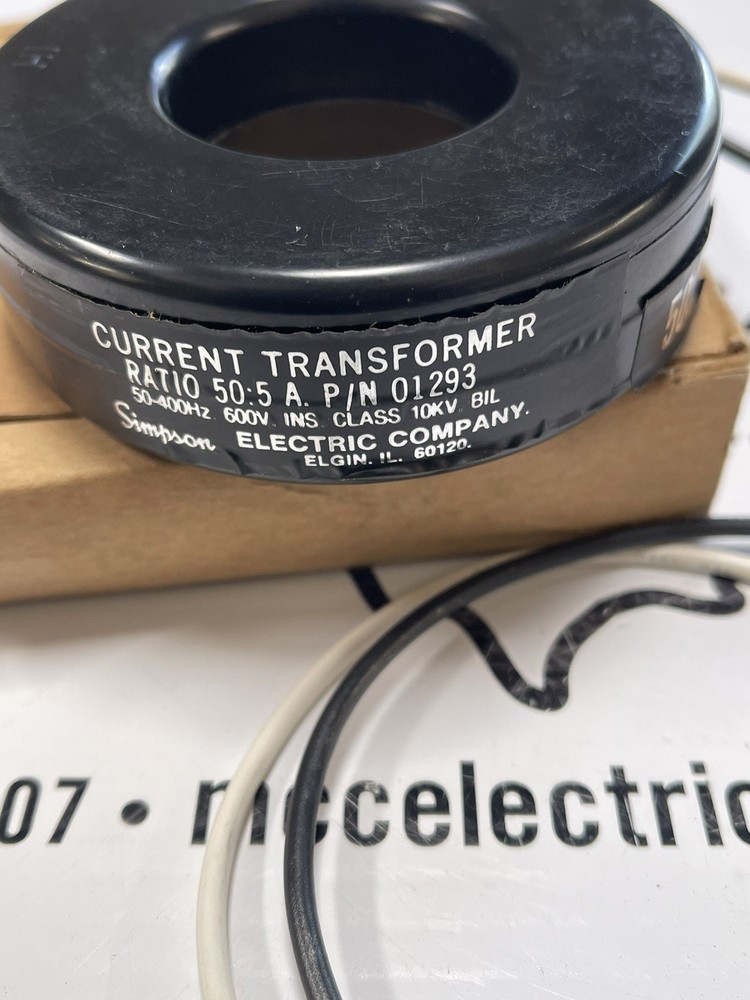 CURRENT TRANSFORMER
RATIO 50:5 A. P/N 01293
50-400Hz. 600V. INS. CLASS 10KV. BIL
Simpson ELECTRIC COMPANY.
ELGIN. IL. 60120.
50
07 • mccelectric